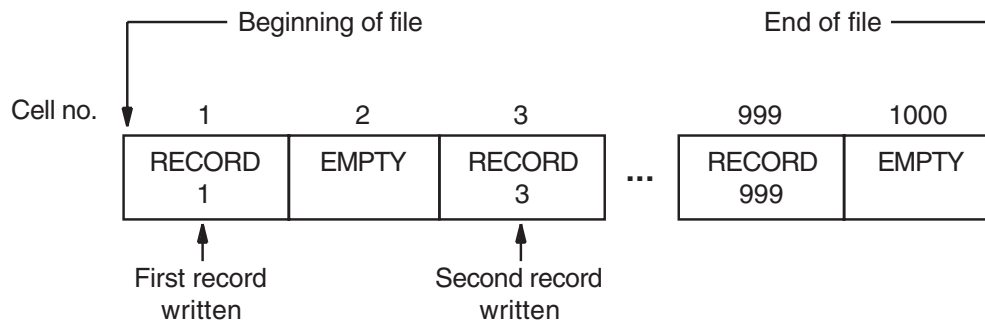 Beginning of file End of file
Cell no. 1 2 3 999 1000
RECORD EMPTY RECORD ... RECORD EMPTY
1 3 999
First record Second record
written written